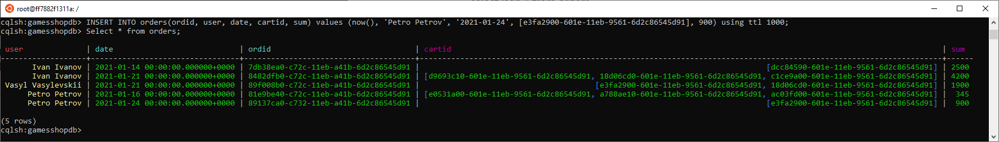 root@ff7882f1311a: /
cqlsh:gamesshopdb> INSERT INTO orders(ordid, user, date, cartid, sum) values (now(), 'Petro Petrov', '2021-01-24', [e3fa2900-601e-11eb-9561-6d2c86545d91], 900) using ttl 1000;
cqlsh:gamesshopdb> Select * from orders;
user | date | ordid | cartid | sum
-------------------+---------------------------------+--------------------------------------+--------------------------------------------------------------------------------------------------------------------+------
Ivan Ivanov | 2021-01-14 00:00:00.000000+0000 | 7db38ea0-c72c-11eb-a41b-6d2c86545d91 | [dcc84590-601e-11eb-9561-6d2c86545d91] | 2500
Ivan Ivanov | 2021-01-21 00:00:00.000000+0000 | 8482dfb0-c72c-11eb-a41b-6d2c86545d91 | [d9693c10-601e-11eb-9561-6d2c86545d91, 18d06cd0-601e-11eb-9561-6d2c86545d91, c1ce9a00-601e-11eb-9561-6d2c86545d91] | 4200
Vasyl Vasylevskii | 2021-01-21 00:00:00.000000+0000 | 89f008b0-c72c-11eb-a41b-6d2c86545d91 | [e3fa2900-601e-11eb-9561-6d2c86545d91, 18d06cd0-601e-11eb-9561-6d2c86545d91] | 1900
Petro Petrov | 2021-01-16 00:00:00.000000+0000 | 81e9be40-c72c-11eb-a41b-6d2c86545d91 | [e0531a00-601e-11eb-9561-6d2c86545d91, a788ae10-601e-11eb-9561-6d2c86545d91, ac03fd00-601e-11eb-9561-6d2c86545d91] | 345
Petro Petrov | 2021-01-24 00:00:00.000000+0000 | 89137ca0-c732-11eb-a41b-6d2c86545d91 | [e3fa2900-601e-11eb-9561-6d2c86545d91] | 900
(5 rows)
cqlsh:gamesshopdb>